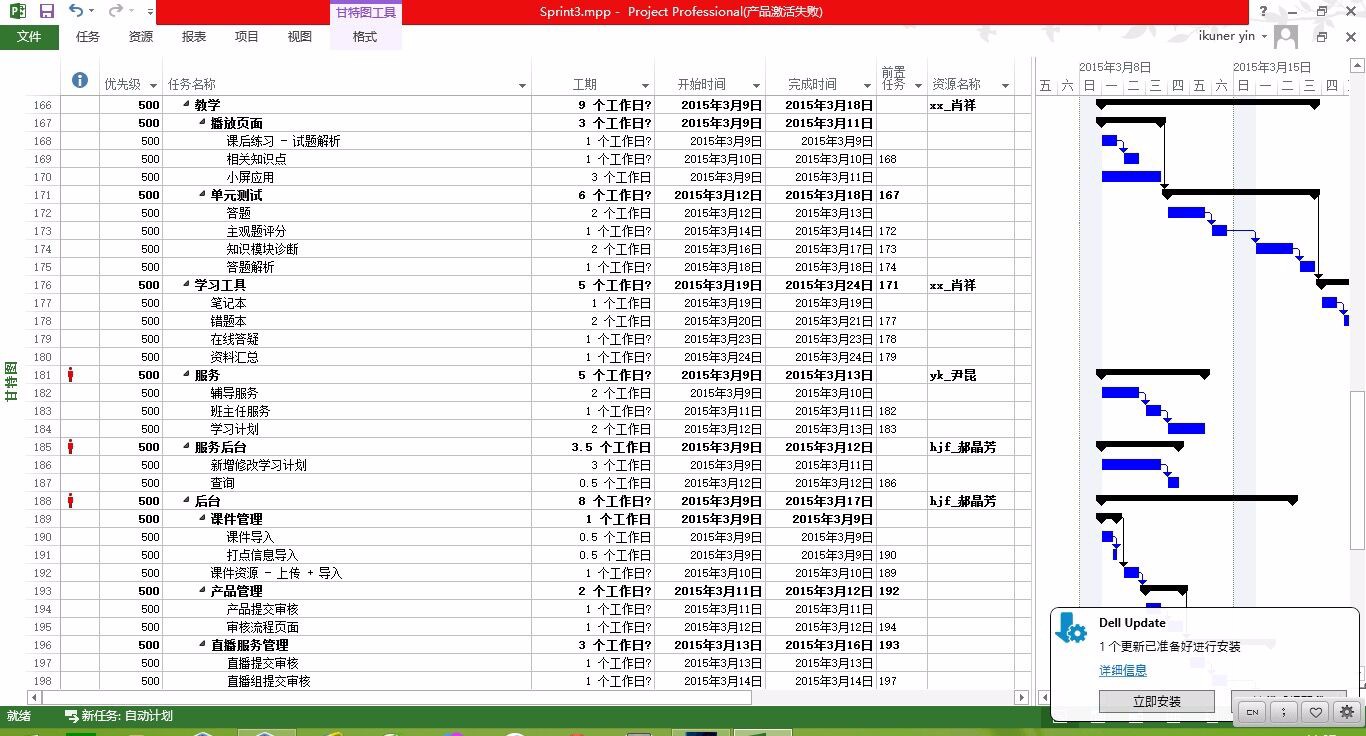 Sprint3.mpp - Project Professional(产品激活失败)
甘特图工具
文件 任务 资源 报表 项目 视图 格式
ikuner yin
优先级 任务名称 工期 开始时间 完成时间 前置任务 资源名称
2015年3月8日 2015年3月15日
五 六 日 一 二 三 四 五 六 日 一 二 三 四
166 500 教学 9 个工作日? 2015年3月9日 2015年3月18日 xx_肖祥
167 500 播放页面 3 个工作日? 2015年3月9日 2015年3月11日
168 500 课后练习 - 试题解析 1 个工作日? 2015年3月9日 2015年3月9日
169 500 相关知识点 1 个工作日? 2015年3月10日 2015年3月10日 168
170 500 小屏应用 3 个工作日? 2015年3月9日 2015年3月11日
171 500 单元测试 6 个工作日? 2015年3月12日 2015年3月18日 167
172 500 答题 2 个工作日 2015年3月12日 2015年3月13日
173 500 主观题评分 1 个工作日? 2015年3月14日 2015年3月14日 172
174 500 知识模块诊断 2 个工作日 2015年3月16日 2015年3月17日 173
175 500 答题解析 1 个工作日? 2015年3月18日 2015年3月18日 174
176 500 学习工具 5 个工作日? 2015年3月19日 2015年3月24日 171 xx_肖祥
177 500 笔记本 1 个工作日 2015年3月19日 2015年3月19日
178 500 错题本 2 个工作日 2015年3月20日 2015年3月21日 177
179 500 在线答疑 1 个工作日? 2015年3月23日 2015年3月23日 178
180 500 资料汇总 1 个工作日? 2015年3月24日 2015年3月24日 179
181 500 服务 5 个工作日? 2015年3月9日 2015年3月13日 yk_尹昆
182 500 辅导服务 2 个工作日 2015年3月9日 2015年3月10日
183 500 班主任服务 1 个工作日? 2015年3月11日 2015年3月11日 182
184 500 学习计划 2 个工作日 2015年3月12日 2015年3月13日 183
185 500 服务后台 3.5 个工作日 2015年3月9日 2015年3月12日 hjf_郝晶芳
186 500 新增修改学习计划 3 个工作日 2015年3月9日 2015年3月11日
187 500 查询 0.5 个工作日 2015年3月12日 2015年3月12日 186
188 500 后台 8 个工作日? 2015年3月9日 2015年3月17日 hjf_郝晶芳
189 500 课件管理 1 个工作日 2015年3月9日 2015年3月9日
190 500 课件导入 0.5 个工作日 2015年3月9日 2015年3月9日
191 500 打点信息导入 0.5 个工作日 2015年3月9日 2015年3月9日 190
192 500 课件资源 - 上传 + 导入 1 个工作日? 2015年3月10日 2015年3月10日 189
193 500 产品管理 2 个工作日? 2015年3月11日 2015年3月12日 192
194 500 产品提交审核 1 个工作日? 2015年3月11日 2015年3月11日
195 500 审核流程页面 1 个工作日? 2015年3月12日 2015年3月12日 194
196 500 直播服务管理 3 个工作日? 2015年3月13日 2015年3月16日 193
197 500 直播提交审核 1 个工作日? 2015年3月13日 2015年3月13日
198 500 直播组提交审核 1 个工作日? 2015年3月14日 2015年3月14日 197
甘特图
Dell Update
1个更新已准备好进行安装
详细信息
立即安装
EN
就绪 新任务: 自动计划